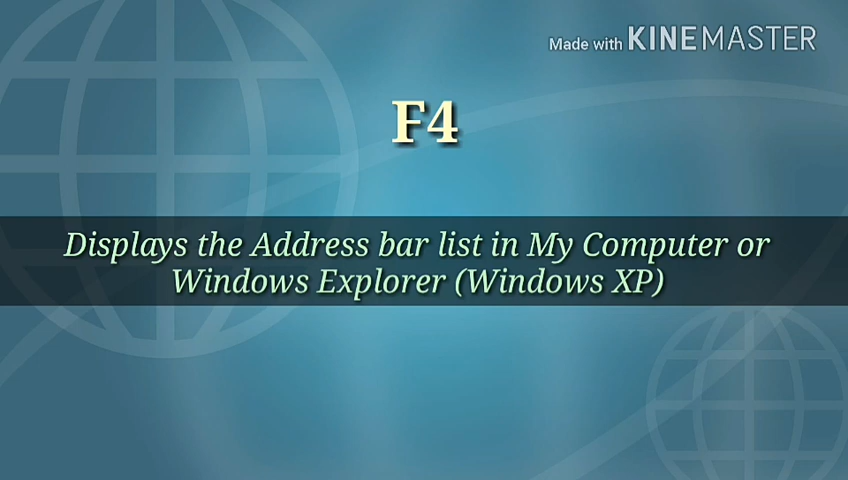 Made with KINEMASTER
F4
Displays the Address bar list in My Computer or
Windows Explorer (Windows XP)